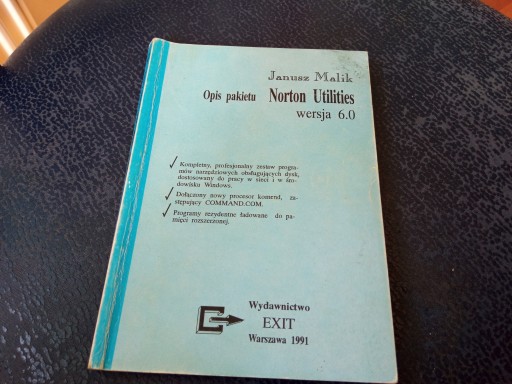 Janusz Malik
Opis pakietu Norton Utilities
wersja 6.0
Kompletny, profesjonalny zestaw progra-
mów narzędziowych obsługujących dysk,
dostosowany do pracy w sieci i w śro-
dowisku Windows.
Dołączony nowy procesor komend, za-
stępujący COMMAND.COM.
Programy rezydentne ładowane do pa-
mięci rozszerzonej.
Wydawnictwo
EXIT
Warszawa 1991